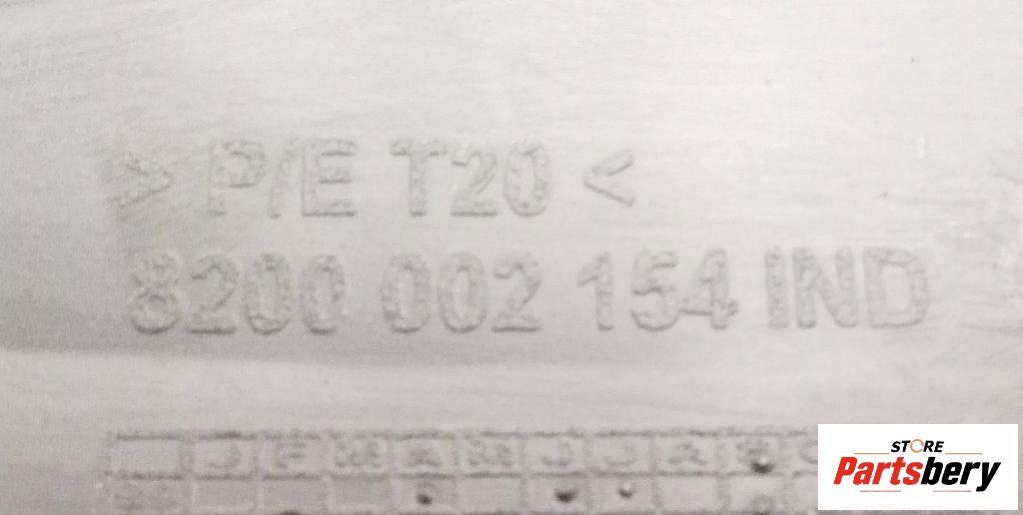 > P/E T20 <
8200 002 154 IND
J F M A M J J A S O
STORE
Partsbery